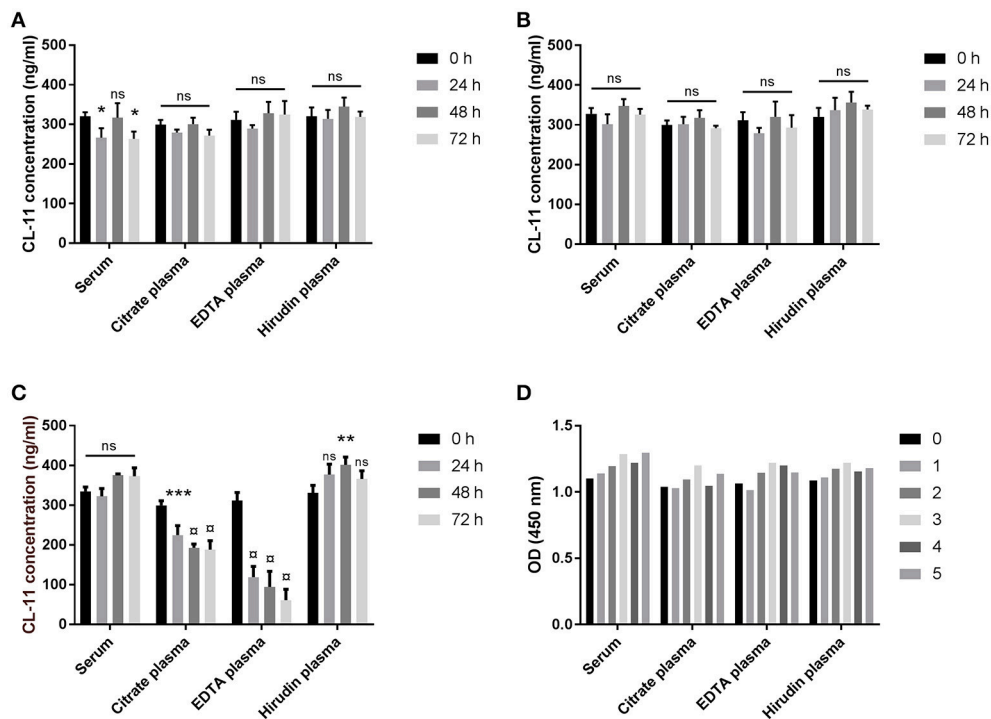 A
CL-11 concentration (ng/ml)
500
400
300
200
100
0
* ns *
ns
ns
ns
Serum
Citrate plasma
EDTA plasma
Hirudin plasma
0 h
24 h
48 h
72 h
B
CL-11 concentration (ng/ml)
500
400
300
200
100
0
ns
ns
ns
ns
Serum
Citrate plasma
EDTA plasma
Hirudin plasma
0 h
24 h
48 h
72 h
C
CL-11 concentration (ng/ml)
500
400
300
200
100
0
ns
*** ¤ ¤
¤ ¤ ¤
ns ** ns
Serum
Citrate plasma
EDTA plasma
Hirudin plasma
0 h
24 h
48 h
72 h
D
OD (450 nm)
1.5
1.0
0.5
0.0
Serum
Citrate plasma
EDTA plasma
Hirudin plasma
0
1
2
3
4
5